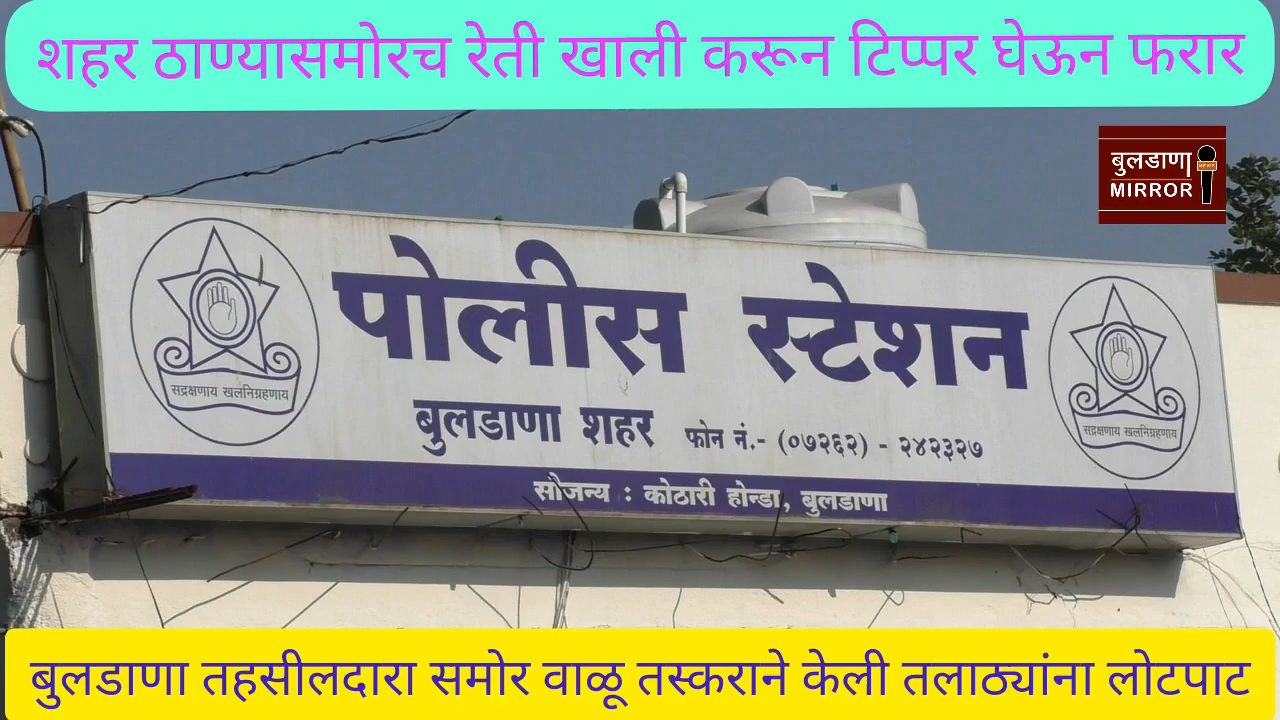 शहर ठाण्यासमोरच रेती खाली करून टिप्पर घेऊन फरार
बुलडाणा
NEWS
MIRROR
पोलीस स्टेशन
सद्रक्षणाय खलनिग्रहणाय
सद्रक्षणाय खलनिग्रहणाय
बुलडाणा शहर फोन नं.- (०७२६२) - २४२३२७
सौजन्य : कोठारी होन्डा, बुलडाणा
बुलडाणा तहसीलदारा समोर वाळू तस्कराने केली तलाठ्यांना लोटपाट